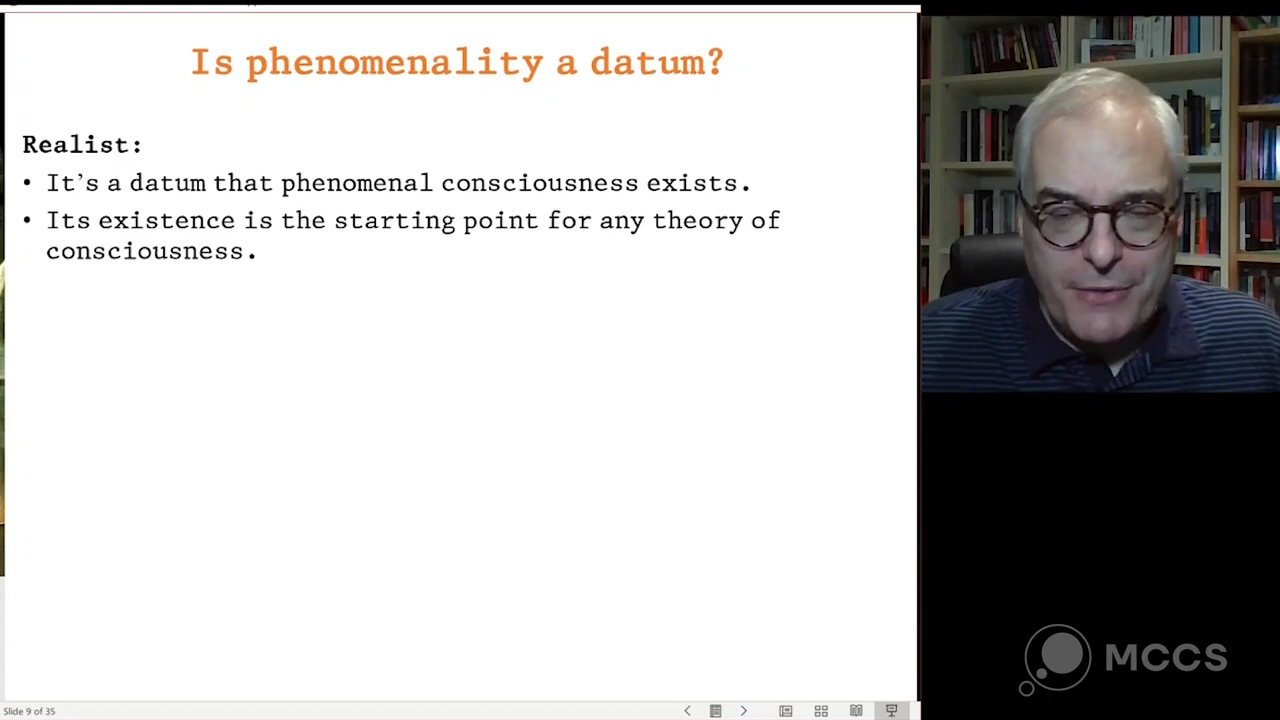 Is phenomenality a datum?
Realist:
• It's a datum that phenomenal consciousness exists.
• Its existence is the starting point for any theory of
consciousness.
MCCS
Slide 9 of 35